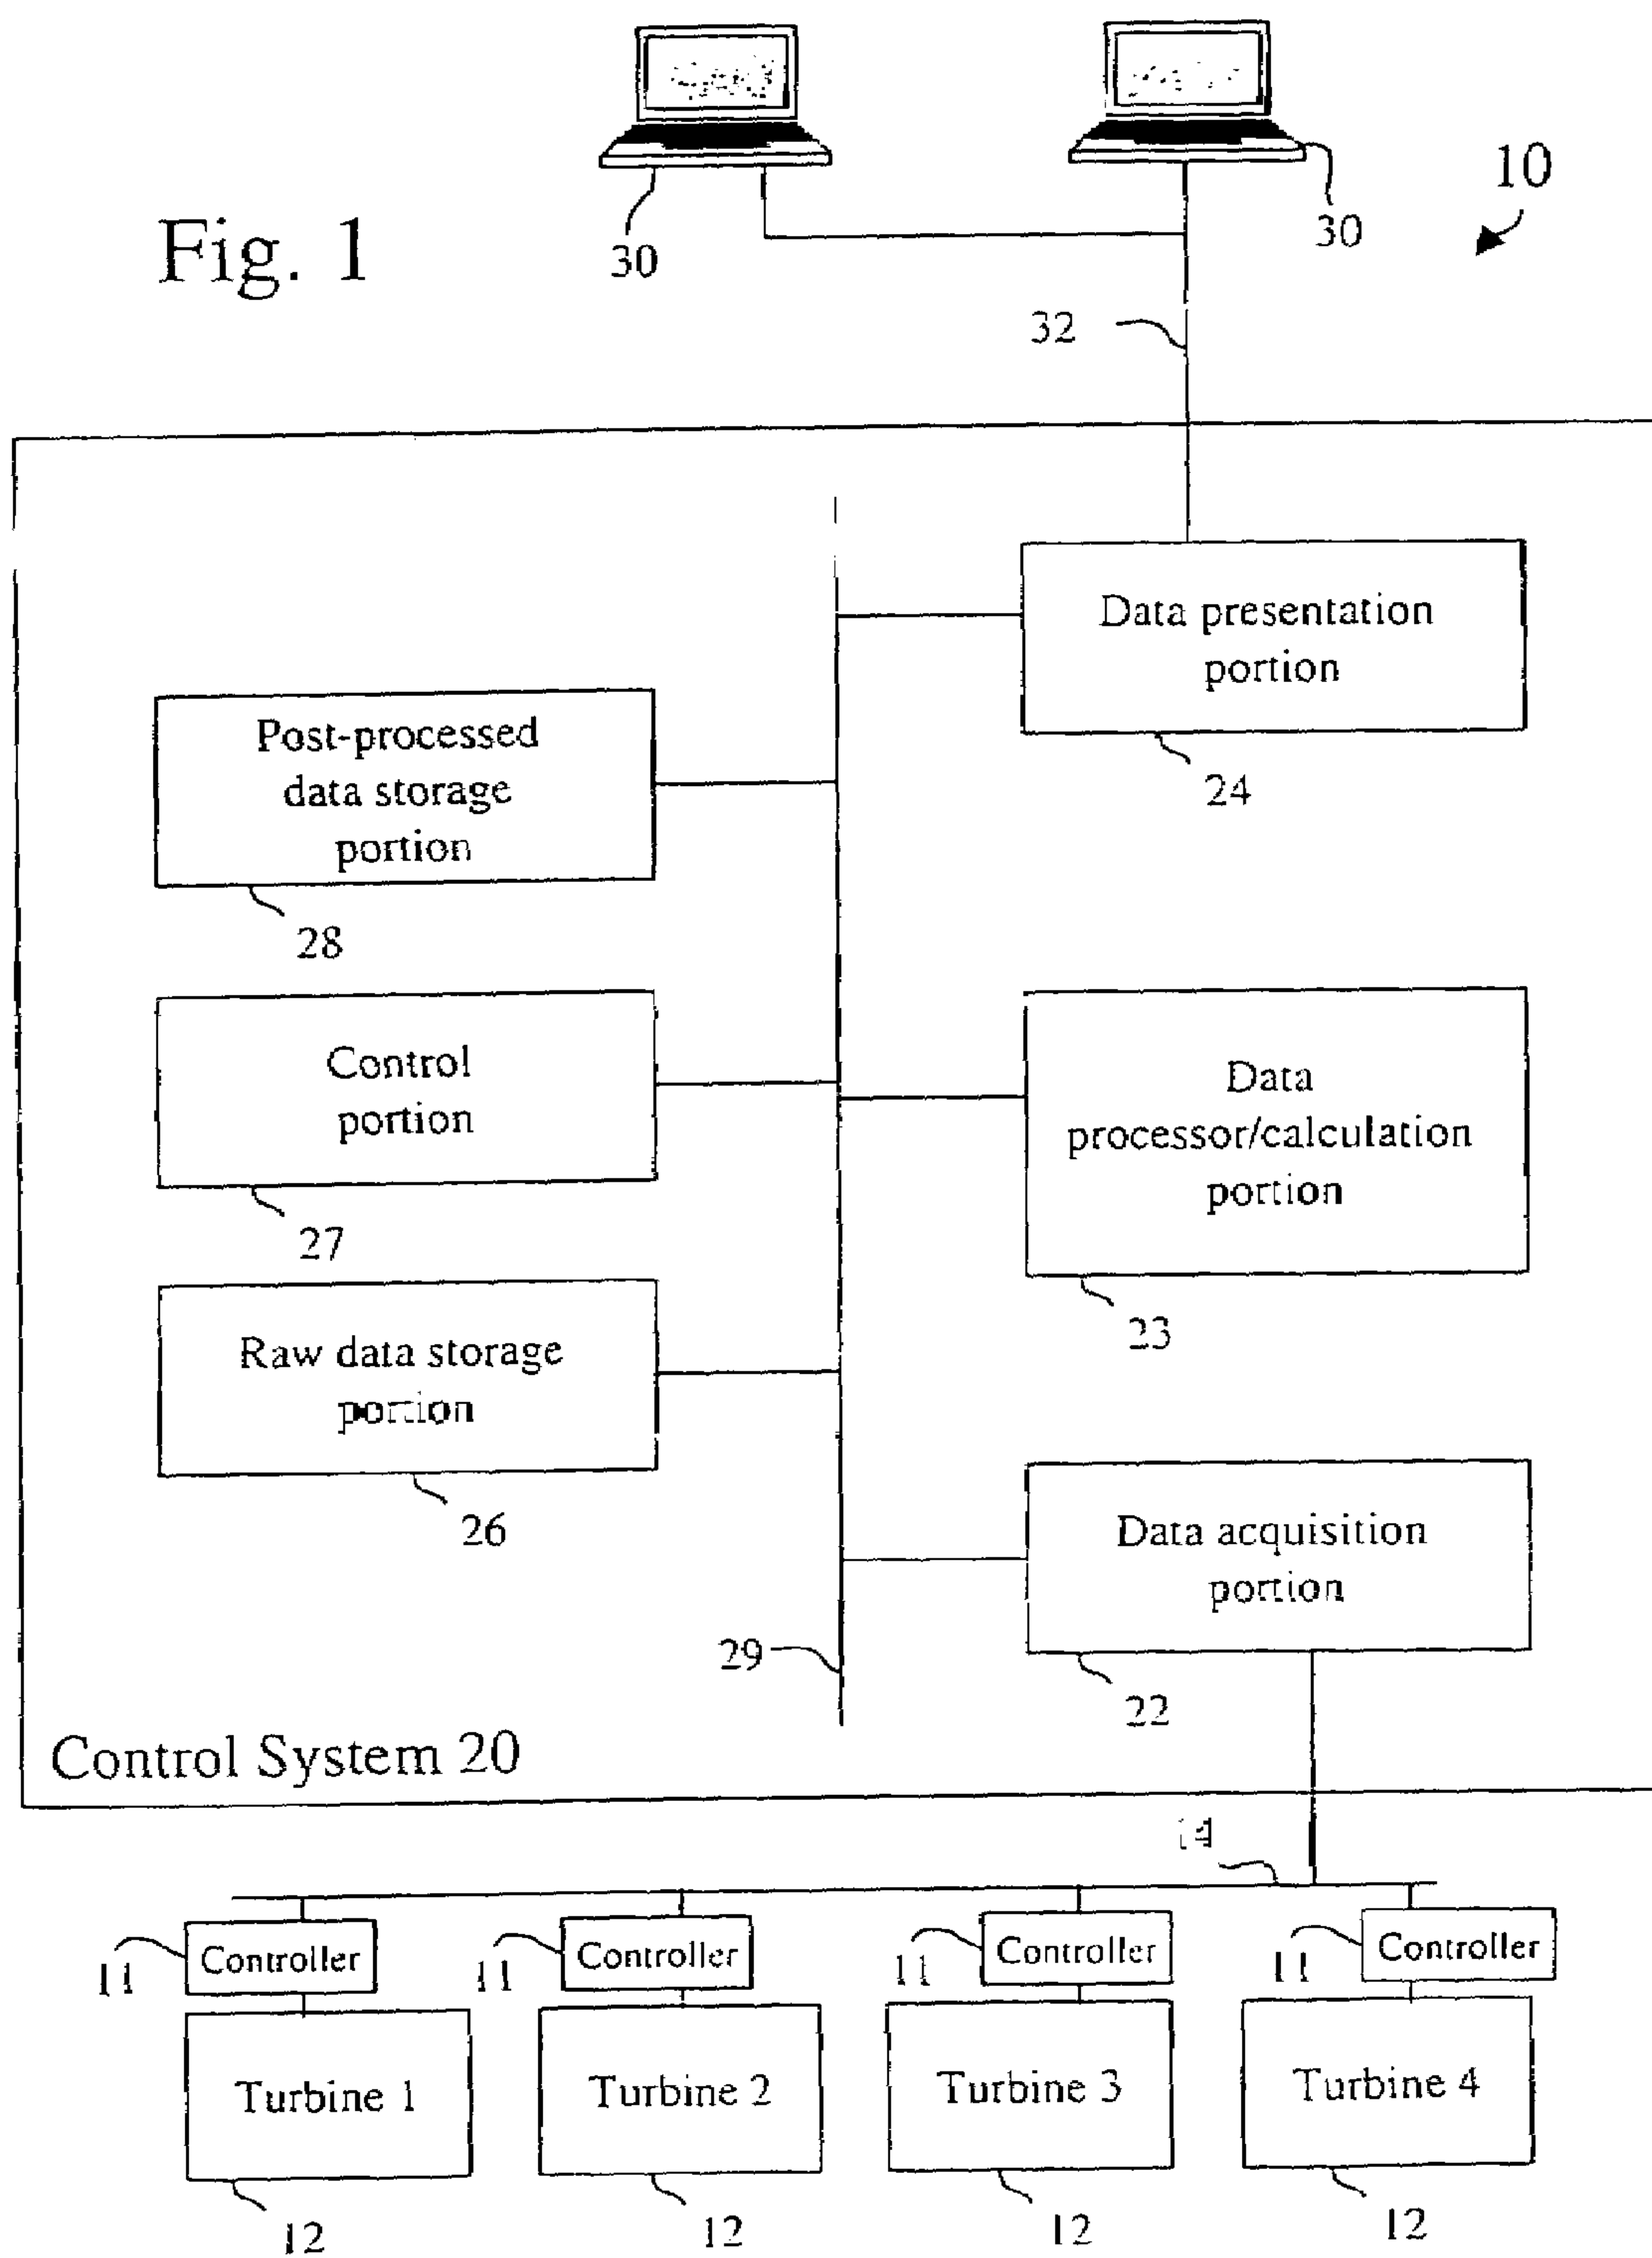 Fig. 1
30
30
10
32
Data presentation
portion
24
Post-processed
data storage
portion
28
Control
portion
27
Data
processor/calculation
portion
23
Raw data storage
portion
26
Data acquisition
portion
22
29
Control System 20
14
11
Controller
11
Controller
11
Controller
11
Controller
Turbine 1
Turbine 2
Turbine 3
Turbine 4
12
12
12
12